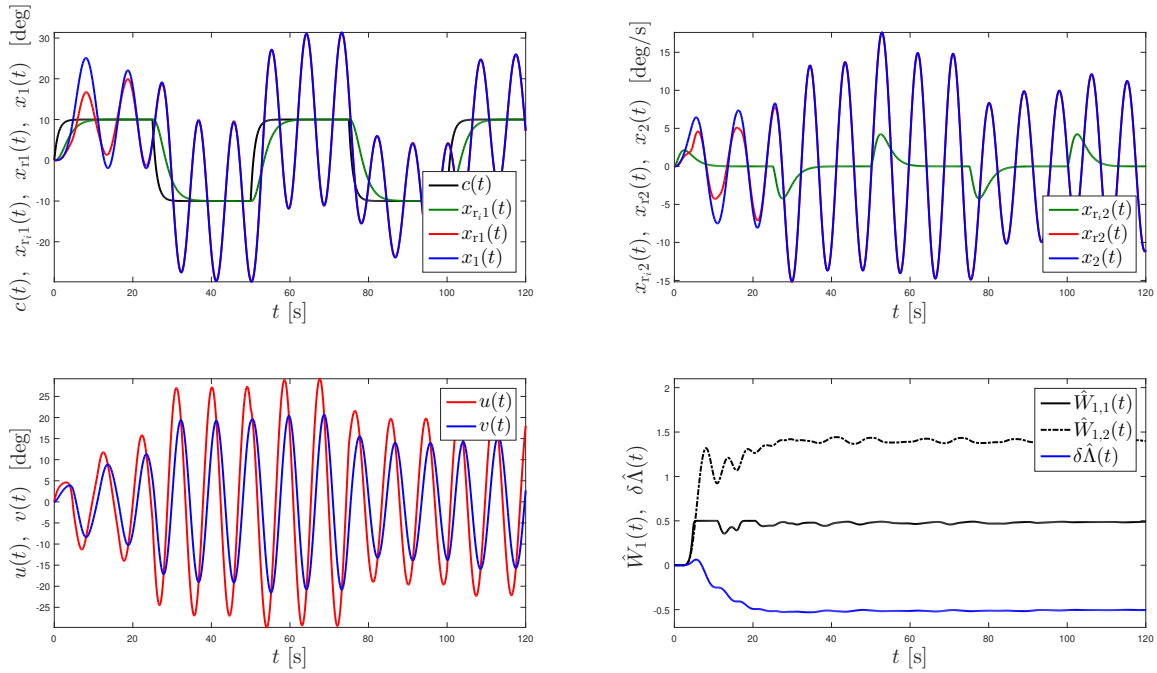 c(t), x_{r_i1}(t), x_{r1}(t), x_1(t) [deg]
30
20
10
0
-10
-20
0 20 40 60 80 100 120
t [s]
c(t)
x_{r_i1}(t)
x_{r1}(t)
x_1(t)
x_{r_i2}(t), x_{r2}(t), x_2(t) [deg/s]
15
10
5
0
-5
-10
-15
0 20 40 60 80 100 120
t [s]
x_{r_i2}(t)
x_{r2}(t)
x_2(t)
u(t), v(t) [deg]
25
20
15
10
5
0
-5
-10
-15
-20
-25
0 20 40 60 80 100 120
t [s]
u(t)
v(t)
Ŵ_1(t), δΛ̂(t)
2
1.5
1
0.5
0
-0.5
0 20 40 60 80 100 120
t [s]
Ŵ_{1,1}(t)
Ŵ_{1,2}(t)
δΛ̂(t)